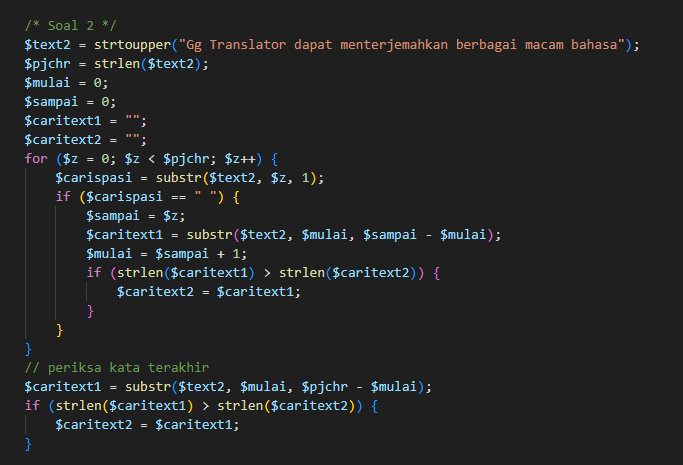 /* Soal 2 */
$text2 = strtoupper("Gg Translator dapat menterjemahkan berbagai macam bahasa");
$pjchr = strlen($text2);
$mulai = 0;
$sampai = 0;
$caritext1 = "";
$caritext2 = "";
for ($z = 0; $z < $pjchr; $z++) {
    $carispasi = substr($text2, $z, 1);
    if ($carispasi == " ") {
        $sampai = $z;
        $caritext1 = substr($text2, $mulai, $sampai - $mulai);
        $mulai = $sampai + 1;
        if (strlen($caritext1) > strlen($caritext2)) {
            $caritext2 = $caritext1;
        }
    }
}
// periksa kata terakhir
$caritext1 = substr($text2, $mulai, $pjchr - $mulai);
if (strlen($caritext1) > strlen($caritext2)) {
    $caritext2 = $caritext1;
}